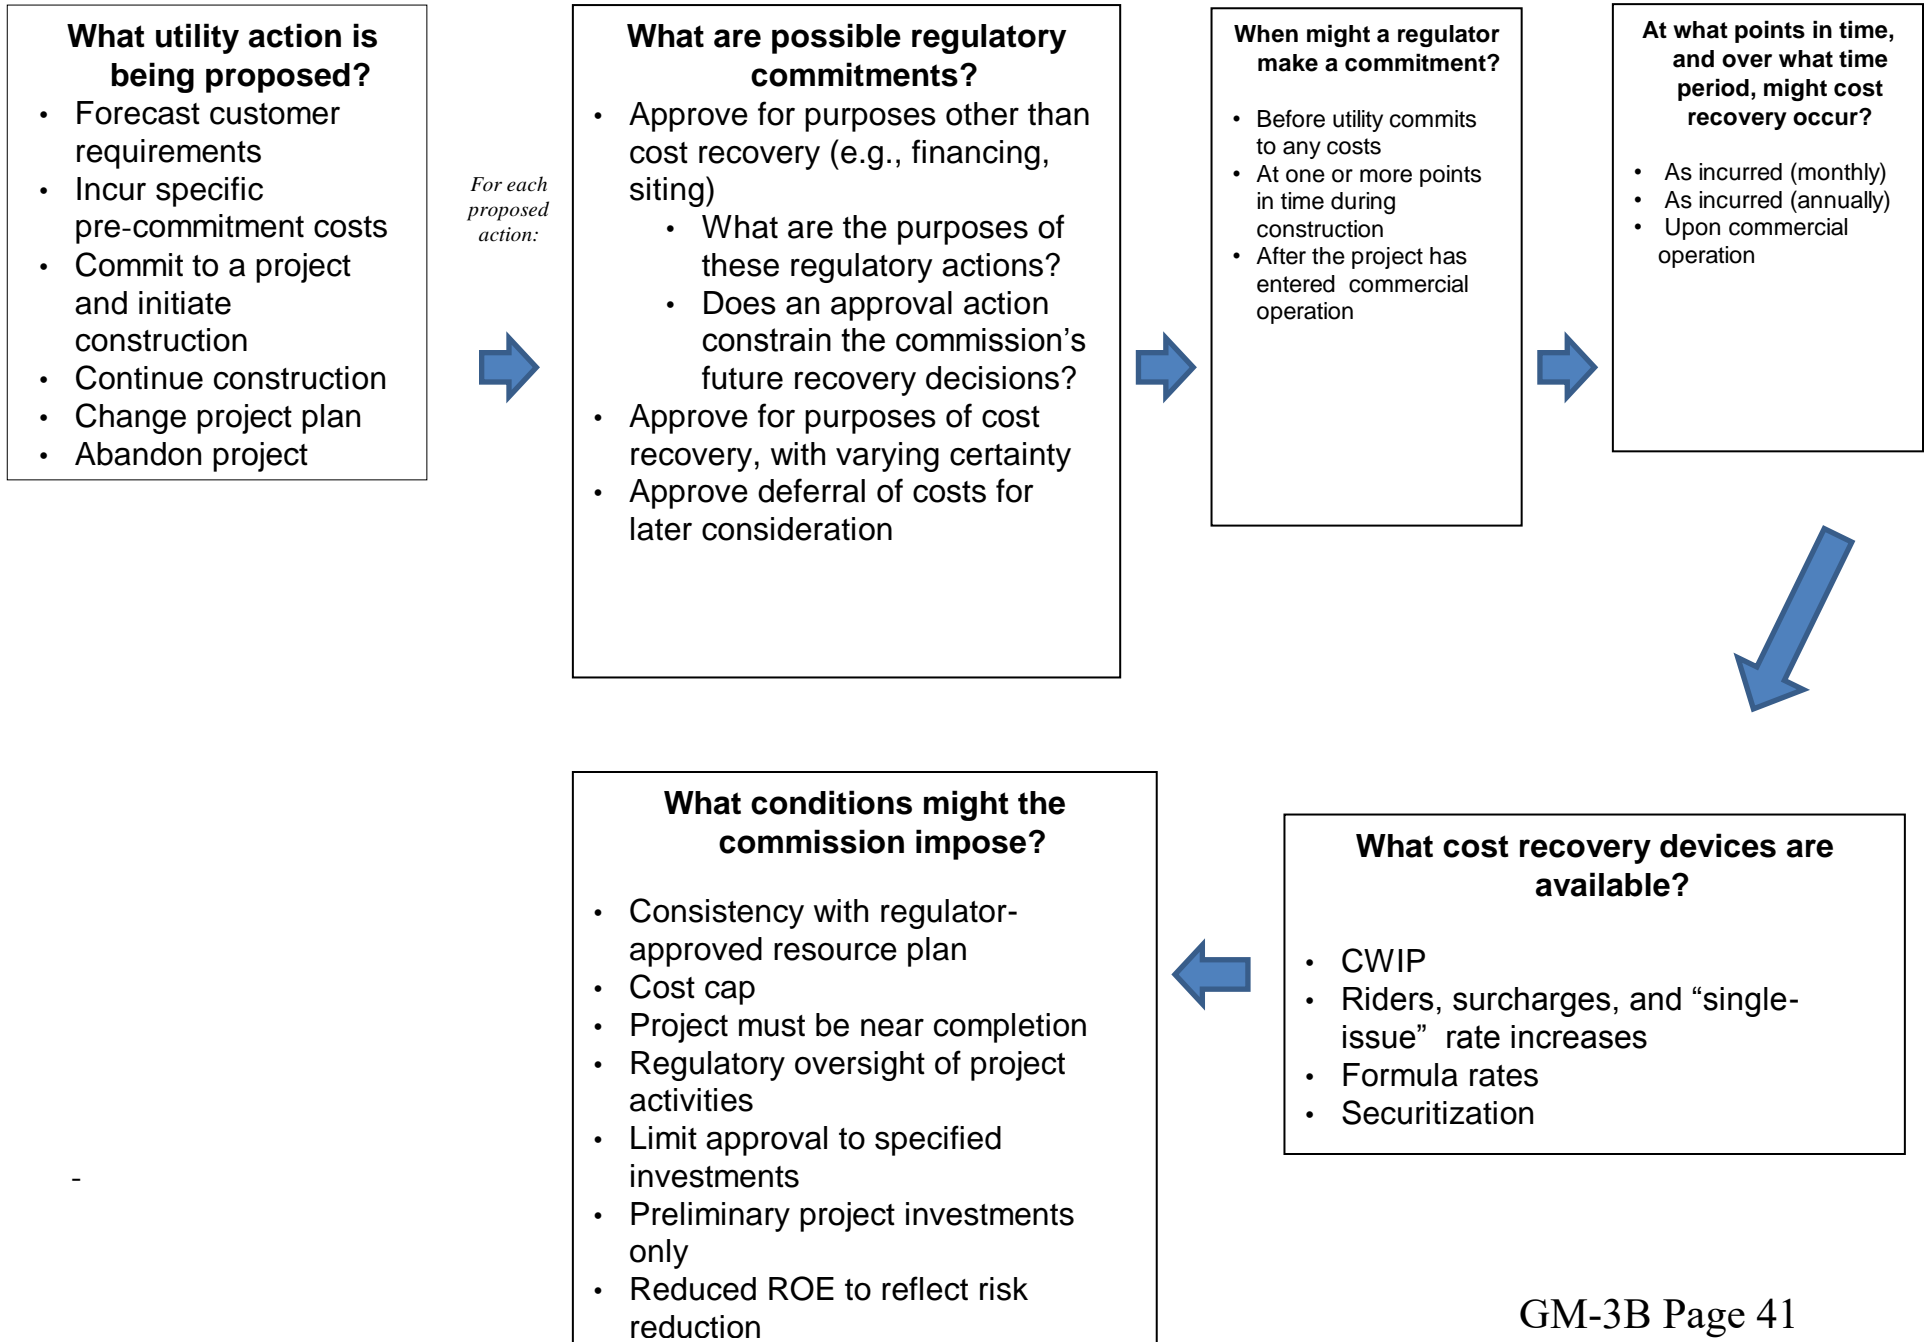 What utility action is
being proposed?
• Forecast customer
requirements
• Incur specific
pre-commitment costs
• Commit to a project
and initiate
construction
• Continue construction
• Change project plan
• Abandon project
For each
proposed
action:
What are possible regulatory
commitments?
• Approve for purposes other than
cost recovery (e.g., financing,
siting)
• What are the purposes of
these regulatory actions?
• Does an approval action
constrain the commission’s
future recovery decisions?
• Approve for purposes of cost
recovery, with varying certainty
• Approve deferral of costs for
later consideration
When might a regulator
make a commitment?
• Before utility commits
to any costs
• At one or more points
in time during
construction
• After the project has
entered commercial
operation
At what points in time,
and over what time
period, might cost
recovery occur?
• As incurred (monthly)
• As incurred (annually)
• Upon commercial
operation
What cost recovery devices are
available?
• CWIP
• Riders, surcharges, and “single-
issue” rate increases
• Formula rates
• Securitization
What conditions might the
commission impose?
• Consistency with regulator-
approved resource plan
• Cost cap
• Project must be near completion
• Regulatory oversight of project
activities
• Limit approval to specified
investments
• Preliminary project investments
only
• Reduced ROE to reflect risk
reduction
-
GM-3B Page 41